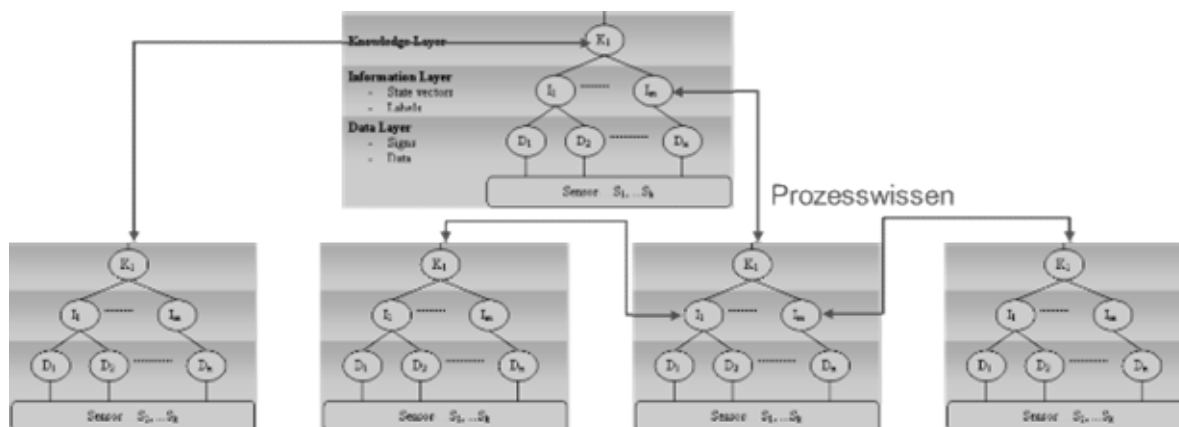 Knowledge Layer
K₁
Information Layer
- State vectors
- Labels
I₁ ........ Iₘ
Data Layer
- Signs
- Data
D₁ D₂ ........ Dₙ
Sensor S₁, ...Sₖ
Prozesswissen
K₁
I₁ ........ Iₘ
D₁ D₂ ........ Dₙ
Sensor S₁, ...Sₖ
K₁
I₁ ........ Iₘ
D₁ D₂ ........ Dₙ
Sensor S₁, ...Sₖ
K₁
I₁ ........ Iₘ
D₁ D₂ ........ Dₙ
Sensor S₁, ...Sₖ
K₁
I₁ ........ Iₘ
D₁ D₂ ........ Dₙ
Sensor S₁, ...Sₖ